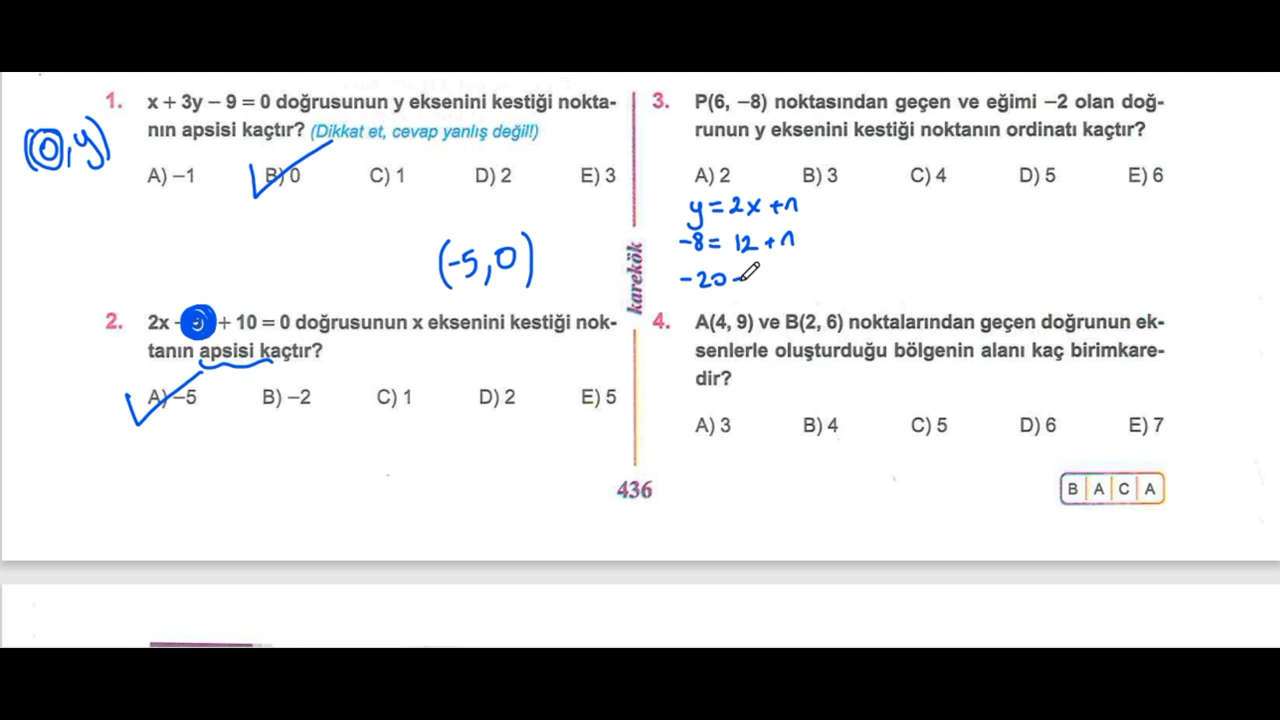 1. x + 3y – 9 = 0 doğrusunun y eksenini kestiği nokta-
nın apsisi kaçtır? (Dikkat et, cevap yanlış değil!)
(0, y)
A) –1 B) 0 C) 1 D) 2 E) 3
(-5, 0)
2. 2x - 0 + 10 = 0 doğrusunun x eksenini kestiği nok-
tanın apsisi kaçtır?
A) –5 B) –2 C) 1 D) 2 E) 5
karekök
3. P(6, –8) noktasından geçen ve eğimi –2 olan doğ-
runun y eksenini kestiği noktanın ordinatı kaçtır?
A) 2 B) 3 C) 4 D) 5 E) 6
y = 2x + n
-8 = 12 + n
-20 -
4. A(4, 9) ve B(2, 6) noktalarından geçen doğrunun ek-
senlerle oluşturduğu bölgenin alanı kaç birimkare-
dir?
A) 3 B) 4 C) 5 D) 6 E) 7
436
B A C A